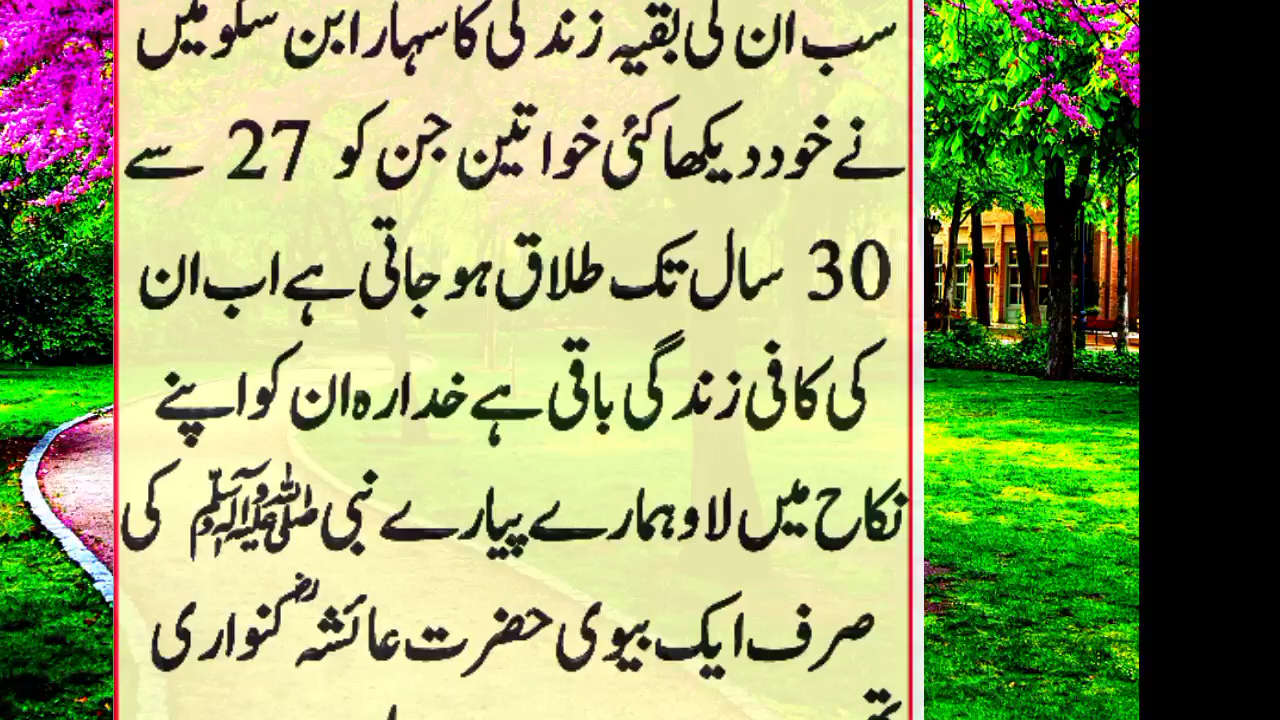 سب ان کی بقیہ زندگی کا سہارا بن سکو میں
نے خود دیکھا کئی خواتین جن کو 27 سے
30 سال تک طلاق ہو جاتی ہے اب ان
کی کافی زندگی باقی ہے خدارہ ان کو اپنے
نکاح میں لاو ہمارے پیارے نبی ﷺ کی
صرف ایک بیوی حضرت عائشہؓ کنواری